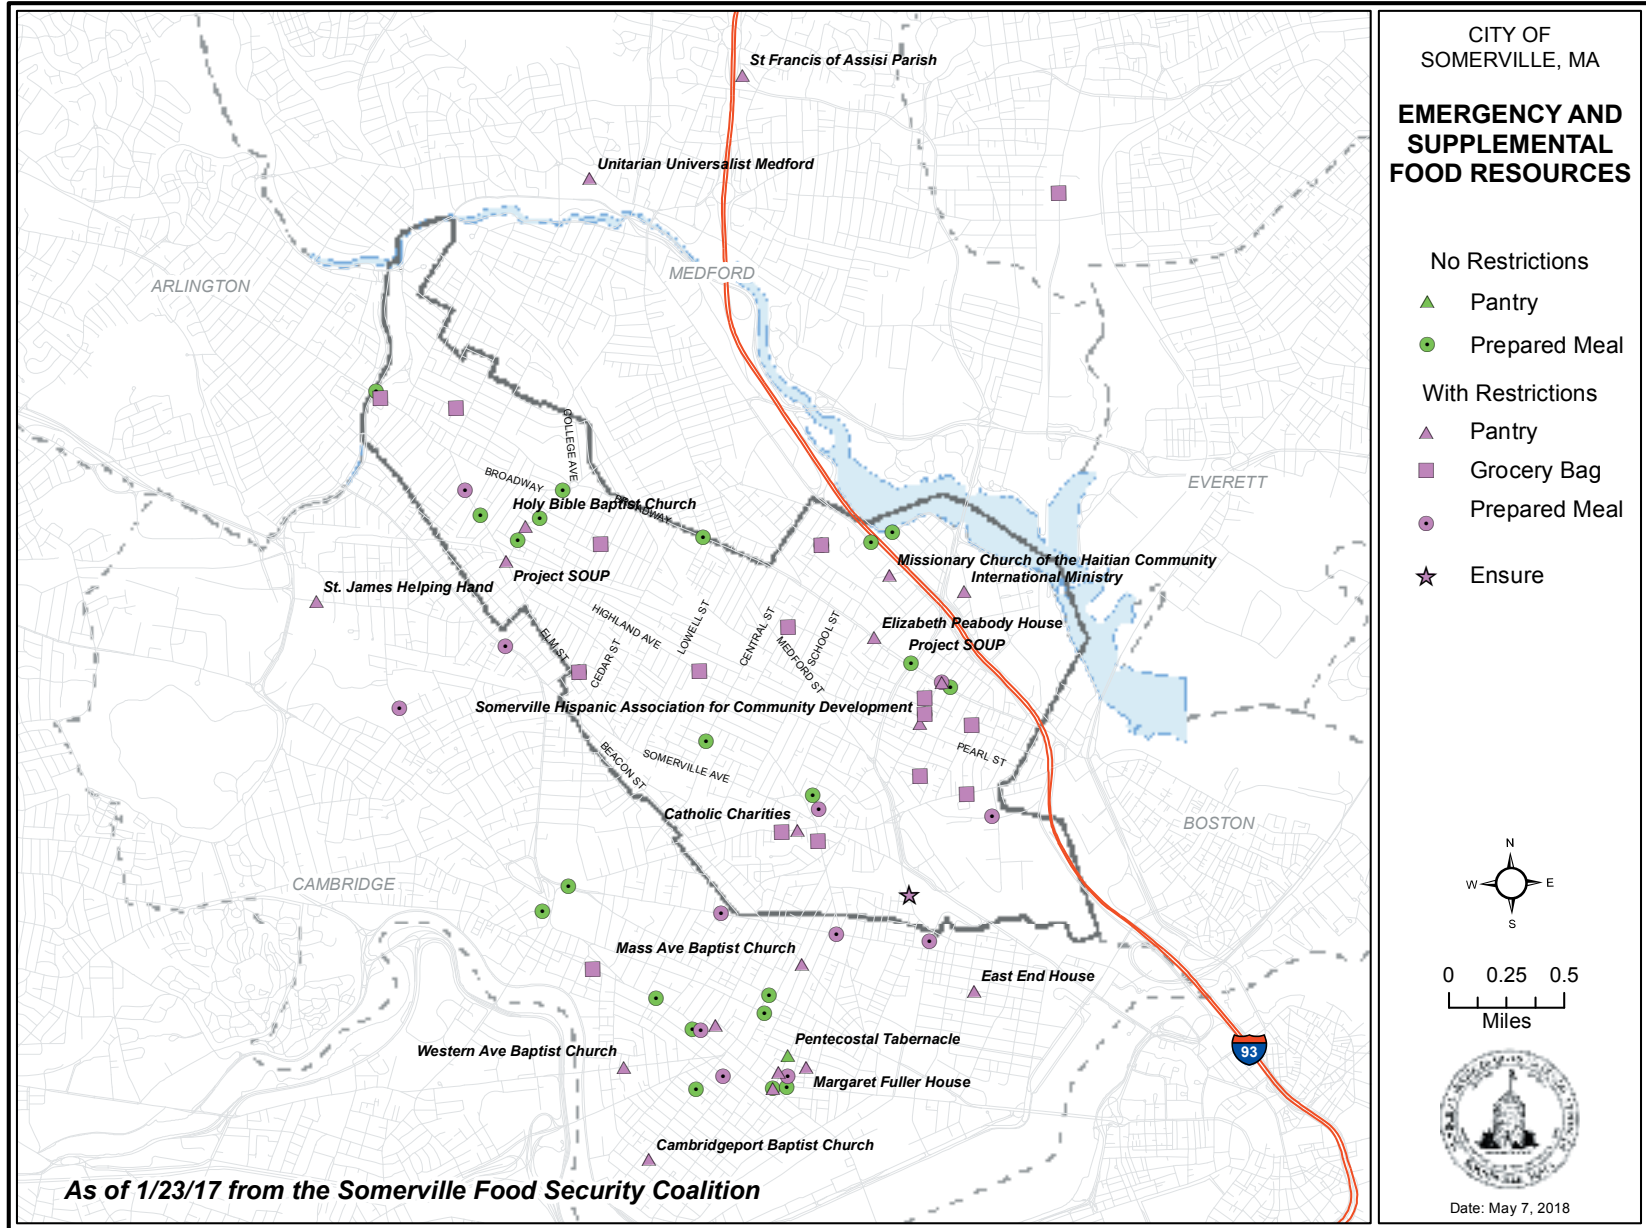 St Francis of Assisi Parish
Unitarian Universalist Medford
MEDFORD
ARLINGTON
COLLEGE AVE
BROADWAY
EVERETT
Holy Bible Baptist Church
BROADWAY
Missionary Church of the Haitian Community
International Ministry
Project SOUP
St. James Helping Hand
HIGHLAND AVE
LOWELL ST
CENTRAL ST
SCHOOL ST
Elizabeth Peabody House
Project SOUP
ELM ST
CEDAR ST
MEDFORD ST
Somerville Hispanic Association for Community Development
PEARL ST
BEACON ST
SOMERVILLE AVE
Catholic Charities
BOSTON
CAMBRIDGE
Mass Ave Baptist Church
East End House
Western Ave Baptist Church
Pentecostal Tabernacle
93
Margaret Fuller House
Cambridgeport Baptist Church
As of 1/23/17 from the Somerville Food Security Coalition
CITY OF
SOMERVILLE, MA
EMERGENCY AND
SUPPLEMENTAL
FOOD RESOURCES
No Restrictions
Pantry
Prepared Meal
With Restrictions
Pantry
Grocery Bag
Prepared Meal
Ensure
N
W E
S
0 0.25 0.5
Miles
Date: May 7, 2018